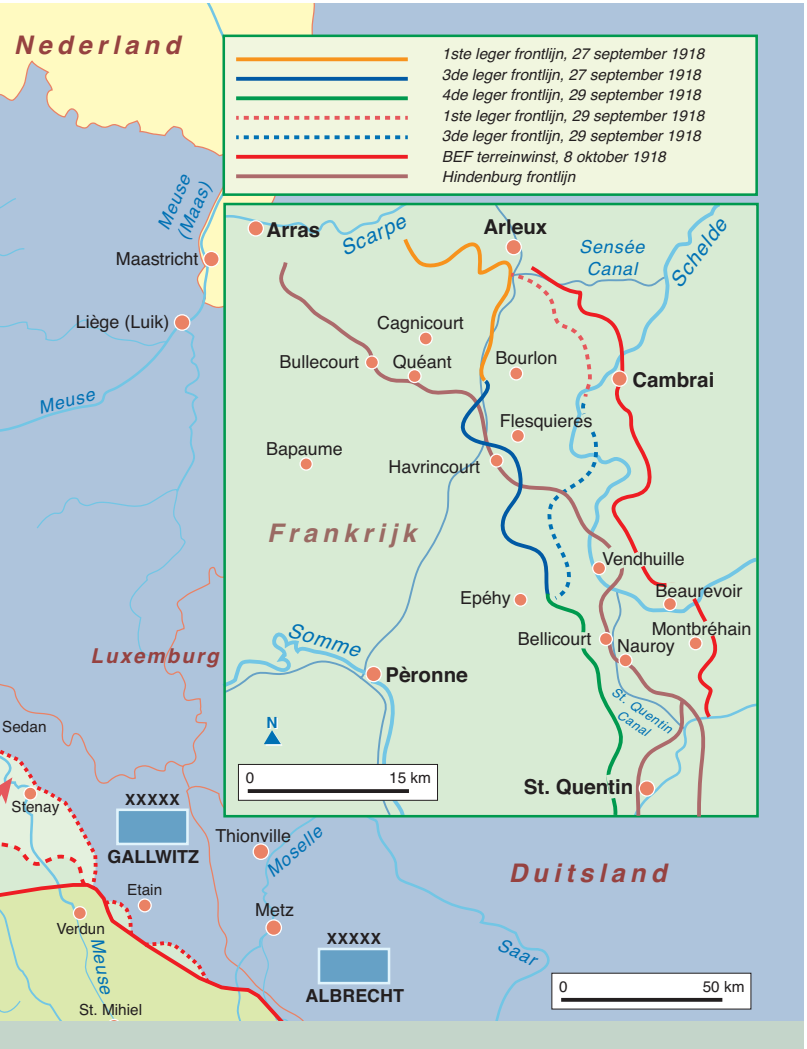 Nederland
1ste leger frontlijn, 27 september 1918
3de leger frontlijn, 27 september 1918
4de leger frontlijn, 29 september 1918
1ste leger frontlijn, 29 september 1918
3de leger frontlijn, 29 september 1918
BEF terreinwinst, 8 oktober 1918
Hindenburg frontlijn
Meuse
(Maas)
Maastricht
Liège (Luik)
Meuse
Arras
Scarpe
Arleux
Sensée
Canal
Schelde
Cagnicourt
Bullecourt
Quéant
Bourlon
Cambrai
Flesquieres
Bapaume
Havrincourt
Frankrijk
Vendhuille
Epéhy
Beaurevoir
Bellicourt
Nauroy
Montbréhain
Somme
Pèronne
St. Quentin
Canal
N
0
15 km
St. Quentin
Luxemburg
Sedan
Stenay
XXXXX
GALLWITZ
Thionville
Moselle
Duitsland
Etain
Verdun
Metz
Meuse
XXXXX
ALBRECHT
Saar
0
50 km
St. Mihiel